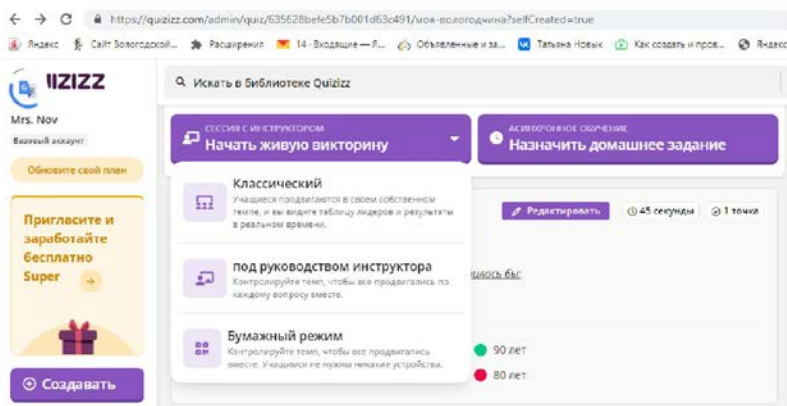 https://quizizz.com/admin/quiz/635628befe5b7b001d63c491/моя-вологодчина?selfCreated=true
Яндекс Сайт Вологодской... Расширения 14 · Входящие — Я... Объявленные и за... Татьяна Новых Как создать и пров... Яндекс
UIZIZZ
Искать в библиотеке Quizizz
Mrs. Nov
Базовый аккаунт
Обновите свой план
Пригласите и
заработайте
бесплатно
Super
Создавать
СЕССИЯ С ИНСТРУКТОРОМ
Начать живую викторину
АСИНХРОННОЕ ОБУЧЕНИЕ
Назначить домашнее задание
Классический
Учащиеся продвигаются в своем собственном
темпе, и вы видите таблицу лидеров и результаты
в реальном времени.
под руководством инструктора
Контролируйте темп, чтобы все продвигались по
каждому вопросу вместе.
Бумажный режим
Контролируйте темп, чтобы все продвигались
вместе. Учащимся не нужны никакие устройства.
Редактировать
45 секунды
1 точка
90 лет
80 лет